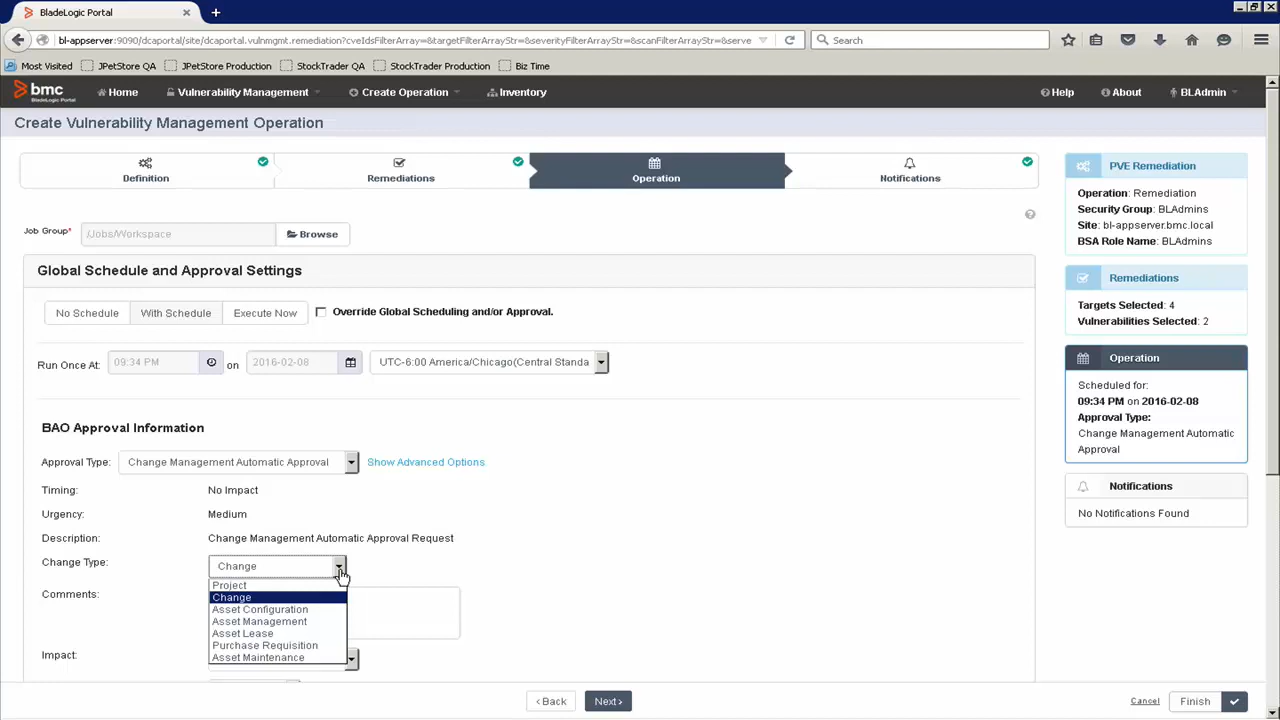 BladeLogic Portal
bl-appserver:9090/dcaportal/site/dcaportal.vulnmgmt.remediation?cveIdsFilterArray=&targetFilterArrayStr=&severityFilterArrayStr=&scanFilterArrayStr=&serve
Search
Most Visited JPetStore QA JPetStore Production StockTrader QA StockTrader Production Biz Time
bmc
BladeLogic Portal
Home Vulnerability Management Create Operation Inventory Help About BLAdmin
Create Vulnerability Management Operation
Definition Remediations Operation Notifications
Job Group* /Jobs/Workspace Browse
Global Schedule and Approval Settings
No Schedule With Schedule Execute Now Override Global Scheduling and/or Approval.
Run Once At: 09:34 PM on 2016-02-08 UTC-6:00 America/Chicago(Central Standa
BAO Approval Information
Approval Type: Change Management Automatic Approval Show Advanced Options
Timing: No Impact
Urgency: Medium
Description: Change Management Automatic Approval Request
Change Type: Change
Project
Change
Asset Configuration
Asset Management
Asset Lease
Purchase Requisition
Asset Maintenance
Comments:
Impact:
PVE Remediation
Operation: Remediation
Security Group: BLAdmins
Site: bl-appserver.bmc.local
BSA Role Name: BLAdmins
Remediations
Targets Selected: 4
Vulnerabilities Selected: 2
Operation
Scheduled for:
09:34 PM on 2016-02-08
Approval Type:
Change Management Automatic
Approval
Notifications
No Notifications Found
Back Next Cancel Finish